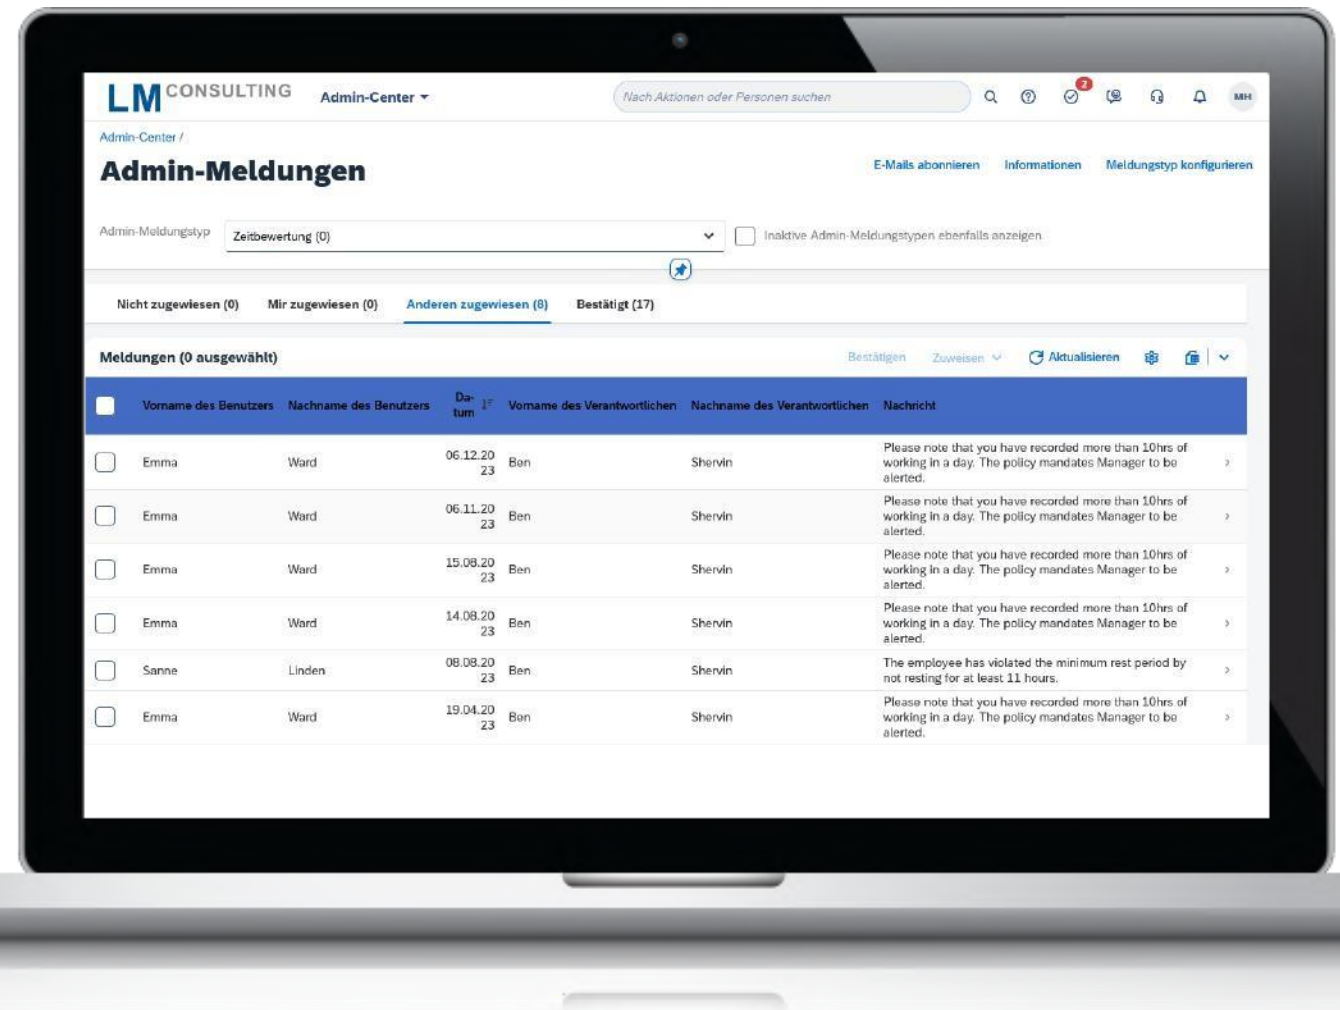 LM CONSULTING
Admin-Center
Nach Aktionen oder Personen suchen
2
MH
Admin-Center /
Admin-Meldungen
E-Mails abonnieren Informationen Meldungstyp konfigurieren
Admin-Meldungstyp
Zeitbewertung (0)
Inaktive Admin-Meldungstypen ebenfalls anzeigen
Nicht zugewiesen (0) Mir zugewiesen (0) Anderen zugewiesen (8) Bestätigt (17)
Meldungen (0 ausgewählt)
Bestätigen Zuweisen Aktualisieren
Vorname des Benutzers Nachname des Benutzers
Da-
tum
Vorname des Verantwortlichen Nachname des Verantwortlichen Nachricht
Emma Ward
06.12.20
23
Ben Shervin
Please note that you have recorded more than 10hrs of
working in a day. The policy mandates Manager to be
alerted.
Emma Ward
06.11.20
23
Ben Shervin
Please note that you have recorded more than 10hrs of
working in a day. The policy mandates Manager to be
alerted.
Emma Ward
15.08.20
23
Ben Shervin
Please note that you have recorded more than 10hrs of
working in a day. The policy mandates Manager to be
alerted.
Emma Ward
14.08.20
23
Ben Shervin
Please note that you have recorded more than 10hrs of
working in a day. The policy mandates Manager to be
alerted.
Sanne Linden
08.08.20
23
Ben Shervin
The employee has violated the minimum rest period by
not resting for at least 11 hours.
Emma Ward
19.04.20
23
Ben Shervin
Please note that you have recorded more than 10hrs of
working in a day. The policy mandates Manager to be
alerted.